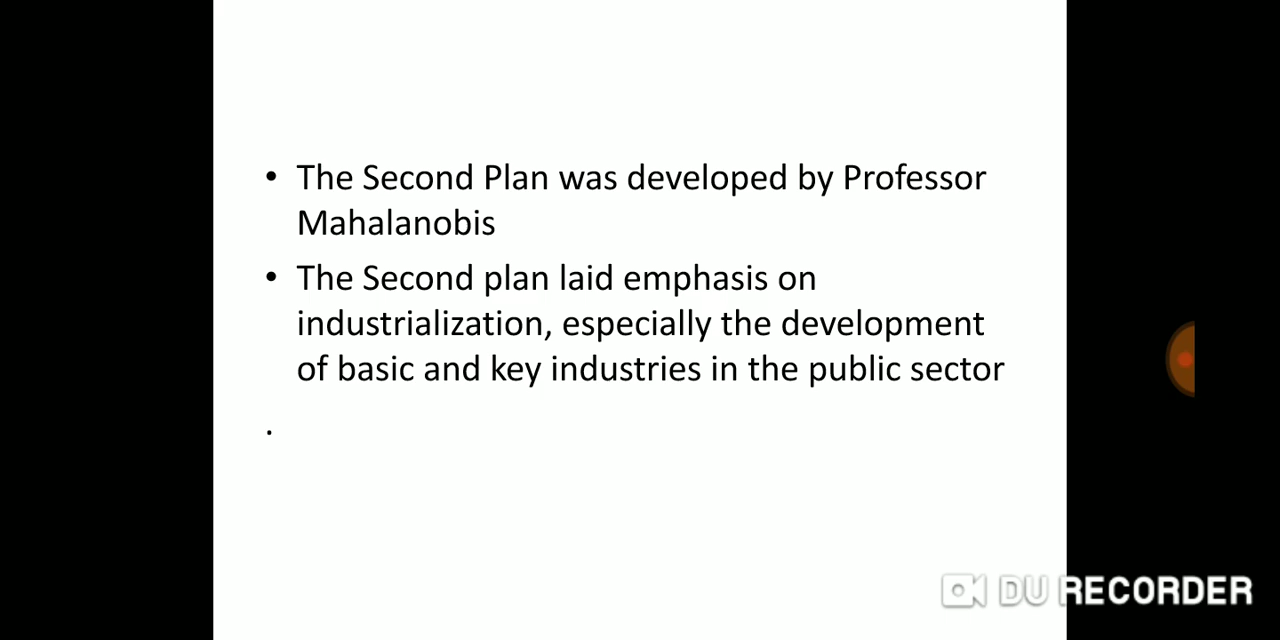 • The Second Plan was developed by Professor
Mahalanobis
• The Second plan laid emphasis on
industrialization, especially the development
of basic and key industries in the public sector
.
DU RECORDER